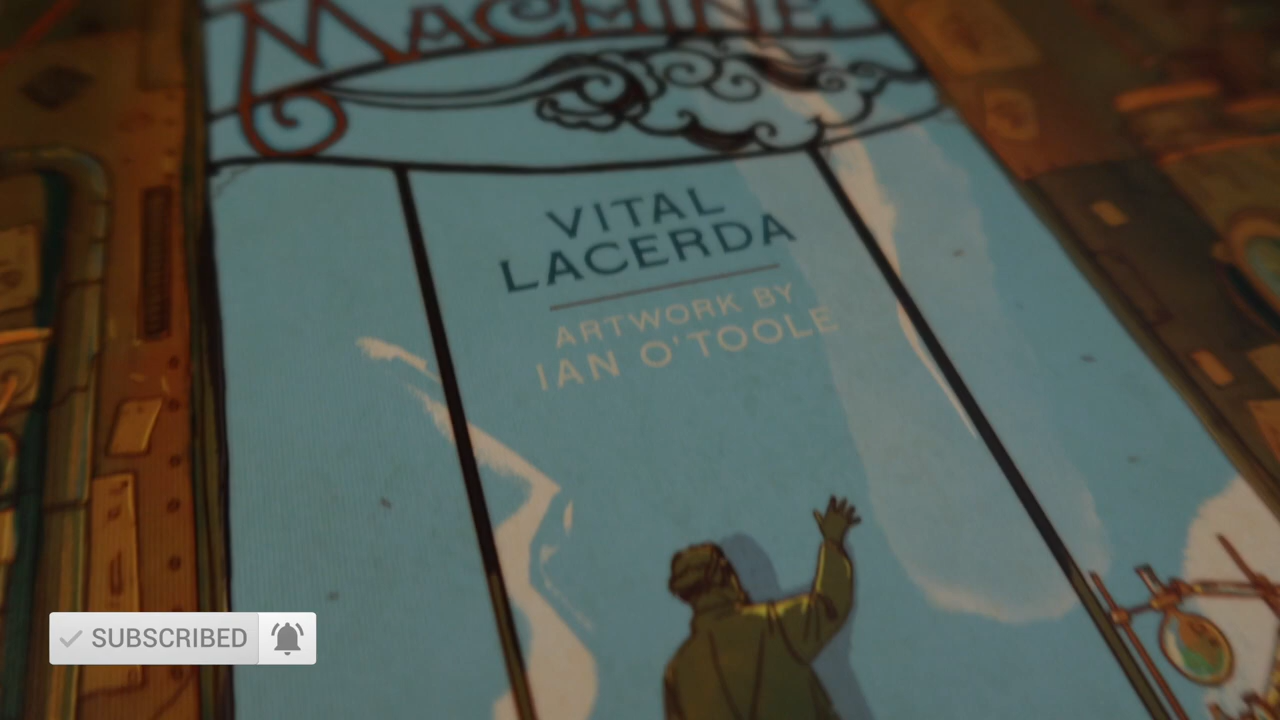 MACHINE
VITAL
LACERDA
ARTWORK BY
IAN O'TOOLE
SUBSCRIBED